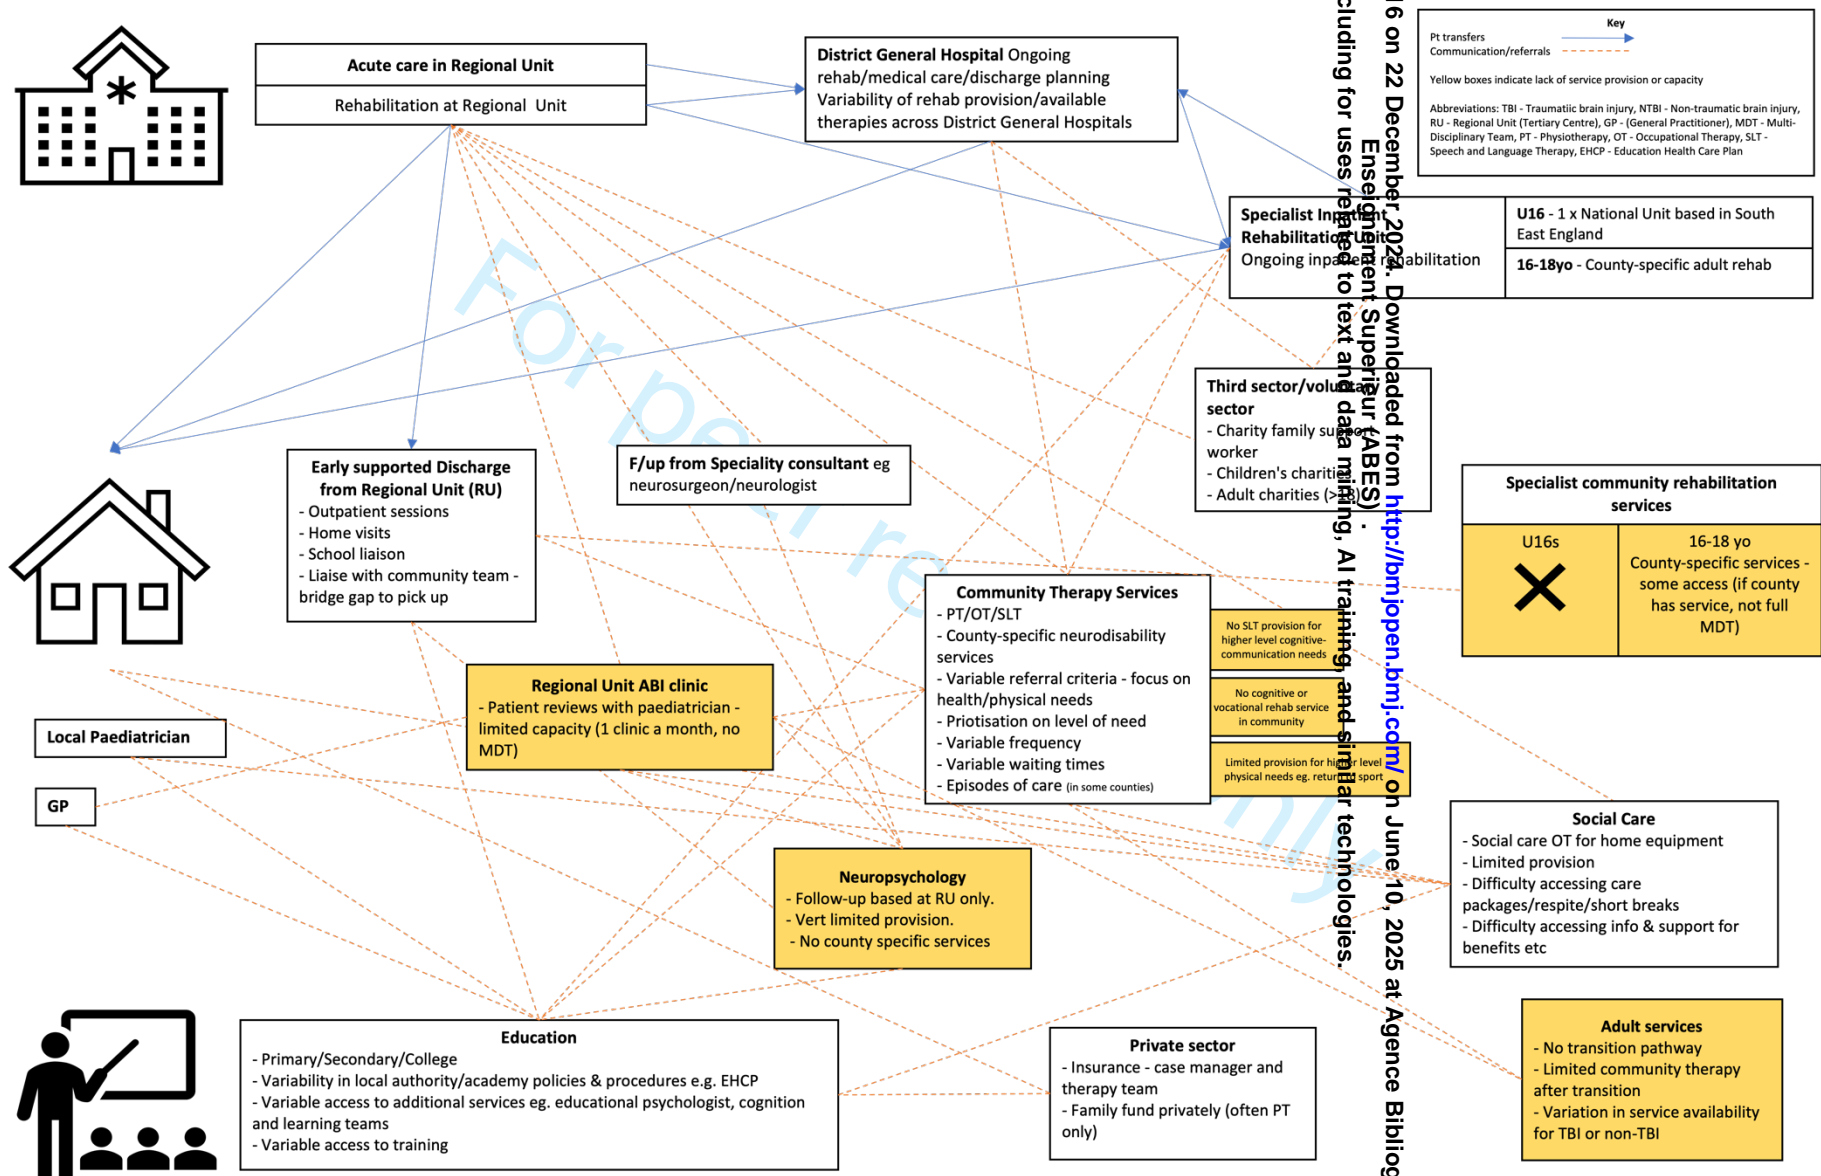 Acute care in Regional Unit
Rehabilitation at Regional Unit
District General Hospital Ongoing
rehab/medical care/discharge planning
Variability of rehab provision/available
therapies across District General Hospitals
Key
Pt transfers
Communication/referrals
Yellow boxes indicate lack of service provision or capacity
Abbreviations: TBI - Traumatiic brain injury, NTBI - Non-traumatic brain injury,
RU - Regional Unit (Tertiary Centre), GP - (General Practitioner), MDT - Multi-
Disciplinary Team, PT - Physiotherapy, OT - Occupational Therapy, SLT -
Speech and Language Therapy, EHCP - Education Health Care Plan
Specialist Inpatient
Rehabilitation Unit
Ongoing inpatient rehabilitation
U16 - 1 x National Unit based in South
East England
16-18yo - County-specific adult rehab
Third sector/voluntary
sector
- Charity family support
worker
- Children's charities
- Adult charities (>18)
Early supported Discharge
from Regional Unit (RU)
- Outpatient sessions
- Home visits
- School liaison
- Liaise with community team -
bridge gap to pick up
F/up from Speciality consultant eg
neurosurgeon/neurologist
Specialist community rehabilitation
services
U16s
16-18 yo
County-specific services -
some access (if county
has service, not full
MDT)
Community Therapy Services
- PT/OT/SLT
- County-specific neurodisability
services
- Variable referral criteria - focus on
health/physical needs
- Priotisation on level of need
- Variable frequency
- Variable waiting times
- Episodes of care (in some counties)
No SLT provision for
higher level cognitive-
communication needs
No cognitive or
vocational rehab service
in community
Limited provision for higher level
physical needs eg. return to sport
Regional Unit ABI clinic
- Patient reviews with paediatrician -
limited capacity (1 clinic a month, no
MDT)
Local Paediatrician
GP
Neuropsychology
- Follow-up based at RU only.
- Vert limited provision.
- No county specific services
Social Care
- Social care OT for home equipment
- Limited provision
- Difficulty accessing care
packages/respite/short breaks
- Difficulty accessing info & support for
benefits etc
Education
- Primary/Secondary/College
- Variability in local authority/academy policies & procedures e.g. EHCP
- Variable access to additional services eg. educational psychologist, cognition
and learning teams
- Variable access to training
Private sector
- Insurance - case manager and
therapy team
- Family fund privately (often PT
only)
Adult services
- No transition pathway
- Limited community therapy
after transition
- Variation in service availability
for TBI or non-TBI
For peer re
only
16 on 22 December 2024. Downloaded from http://bmjopen.bmj.com/ on June 10, 2025 at Agence Bibliog
Enseignement Superieur (ABES) .
cluding for uses related to text and data mining, AI training, and similar technologies.